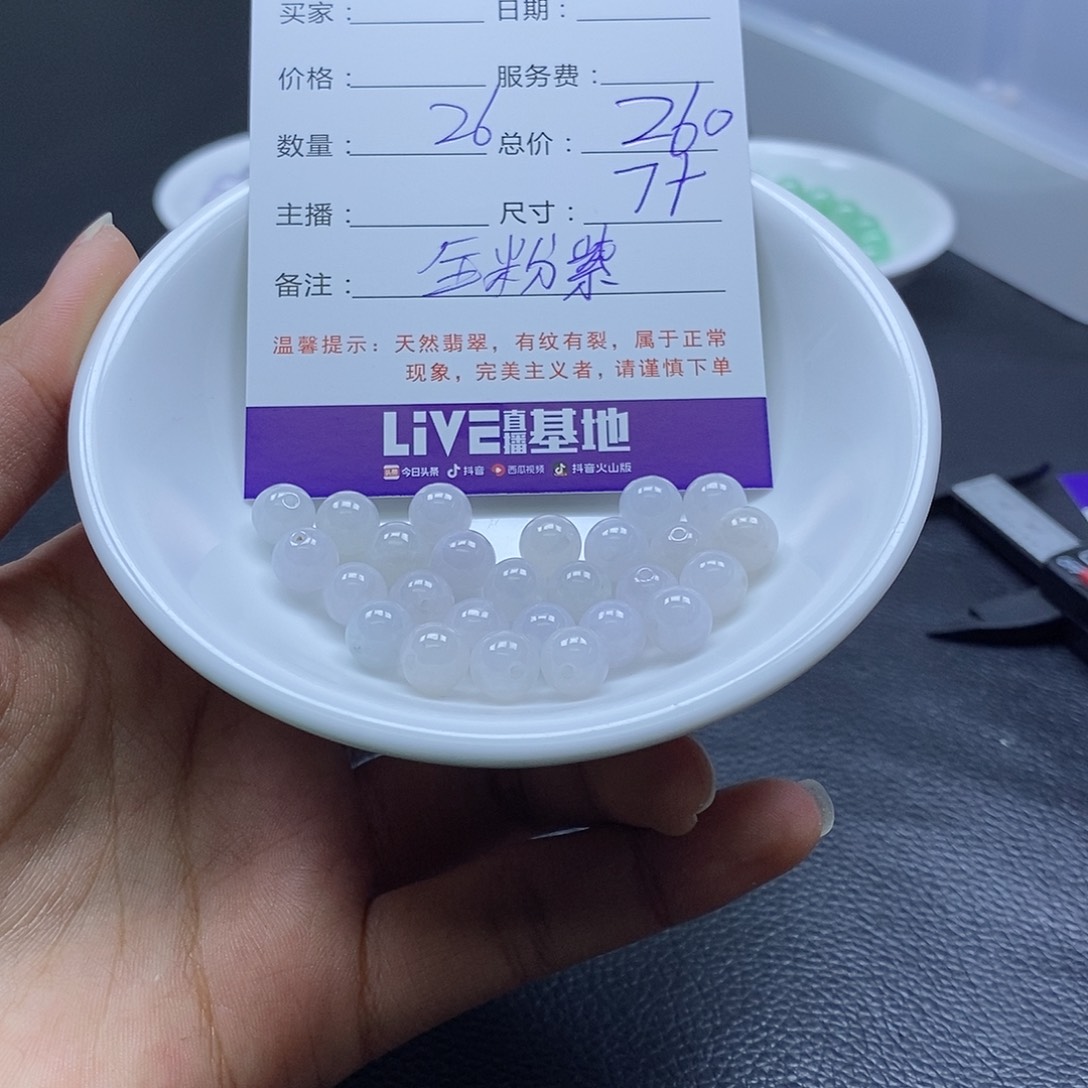 买家： 日期：
价格： 服务费：
数量： 26 总价： 260
主播： 尺寸： 7+
备注： 全粉紫
温馨提示：天然翡翠，有纹有裂，属于正常
现象，完美主义者，请谨慎下单
LiVE直播基地
头条 今日头条 抖音 西瓜视频 抖音火山版